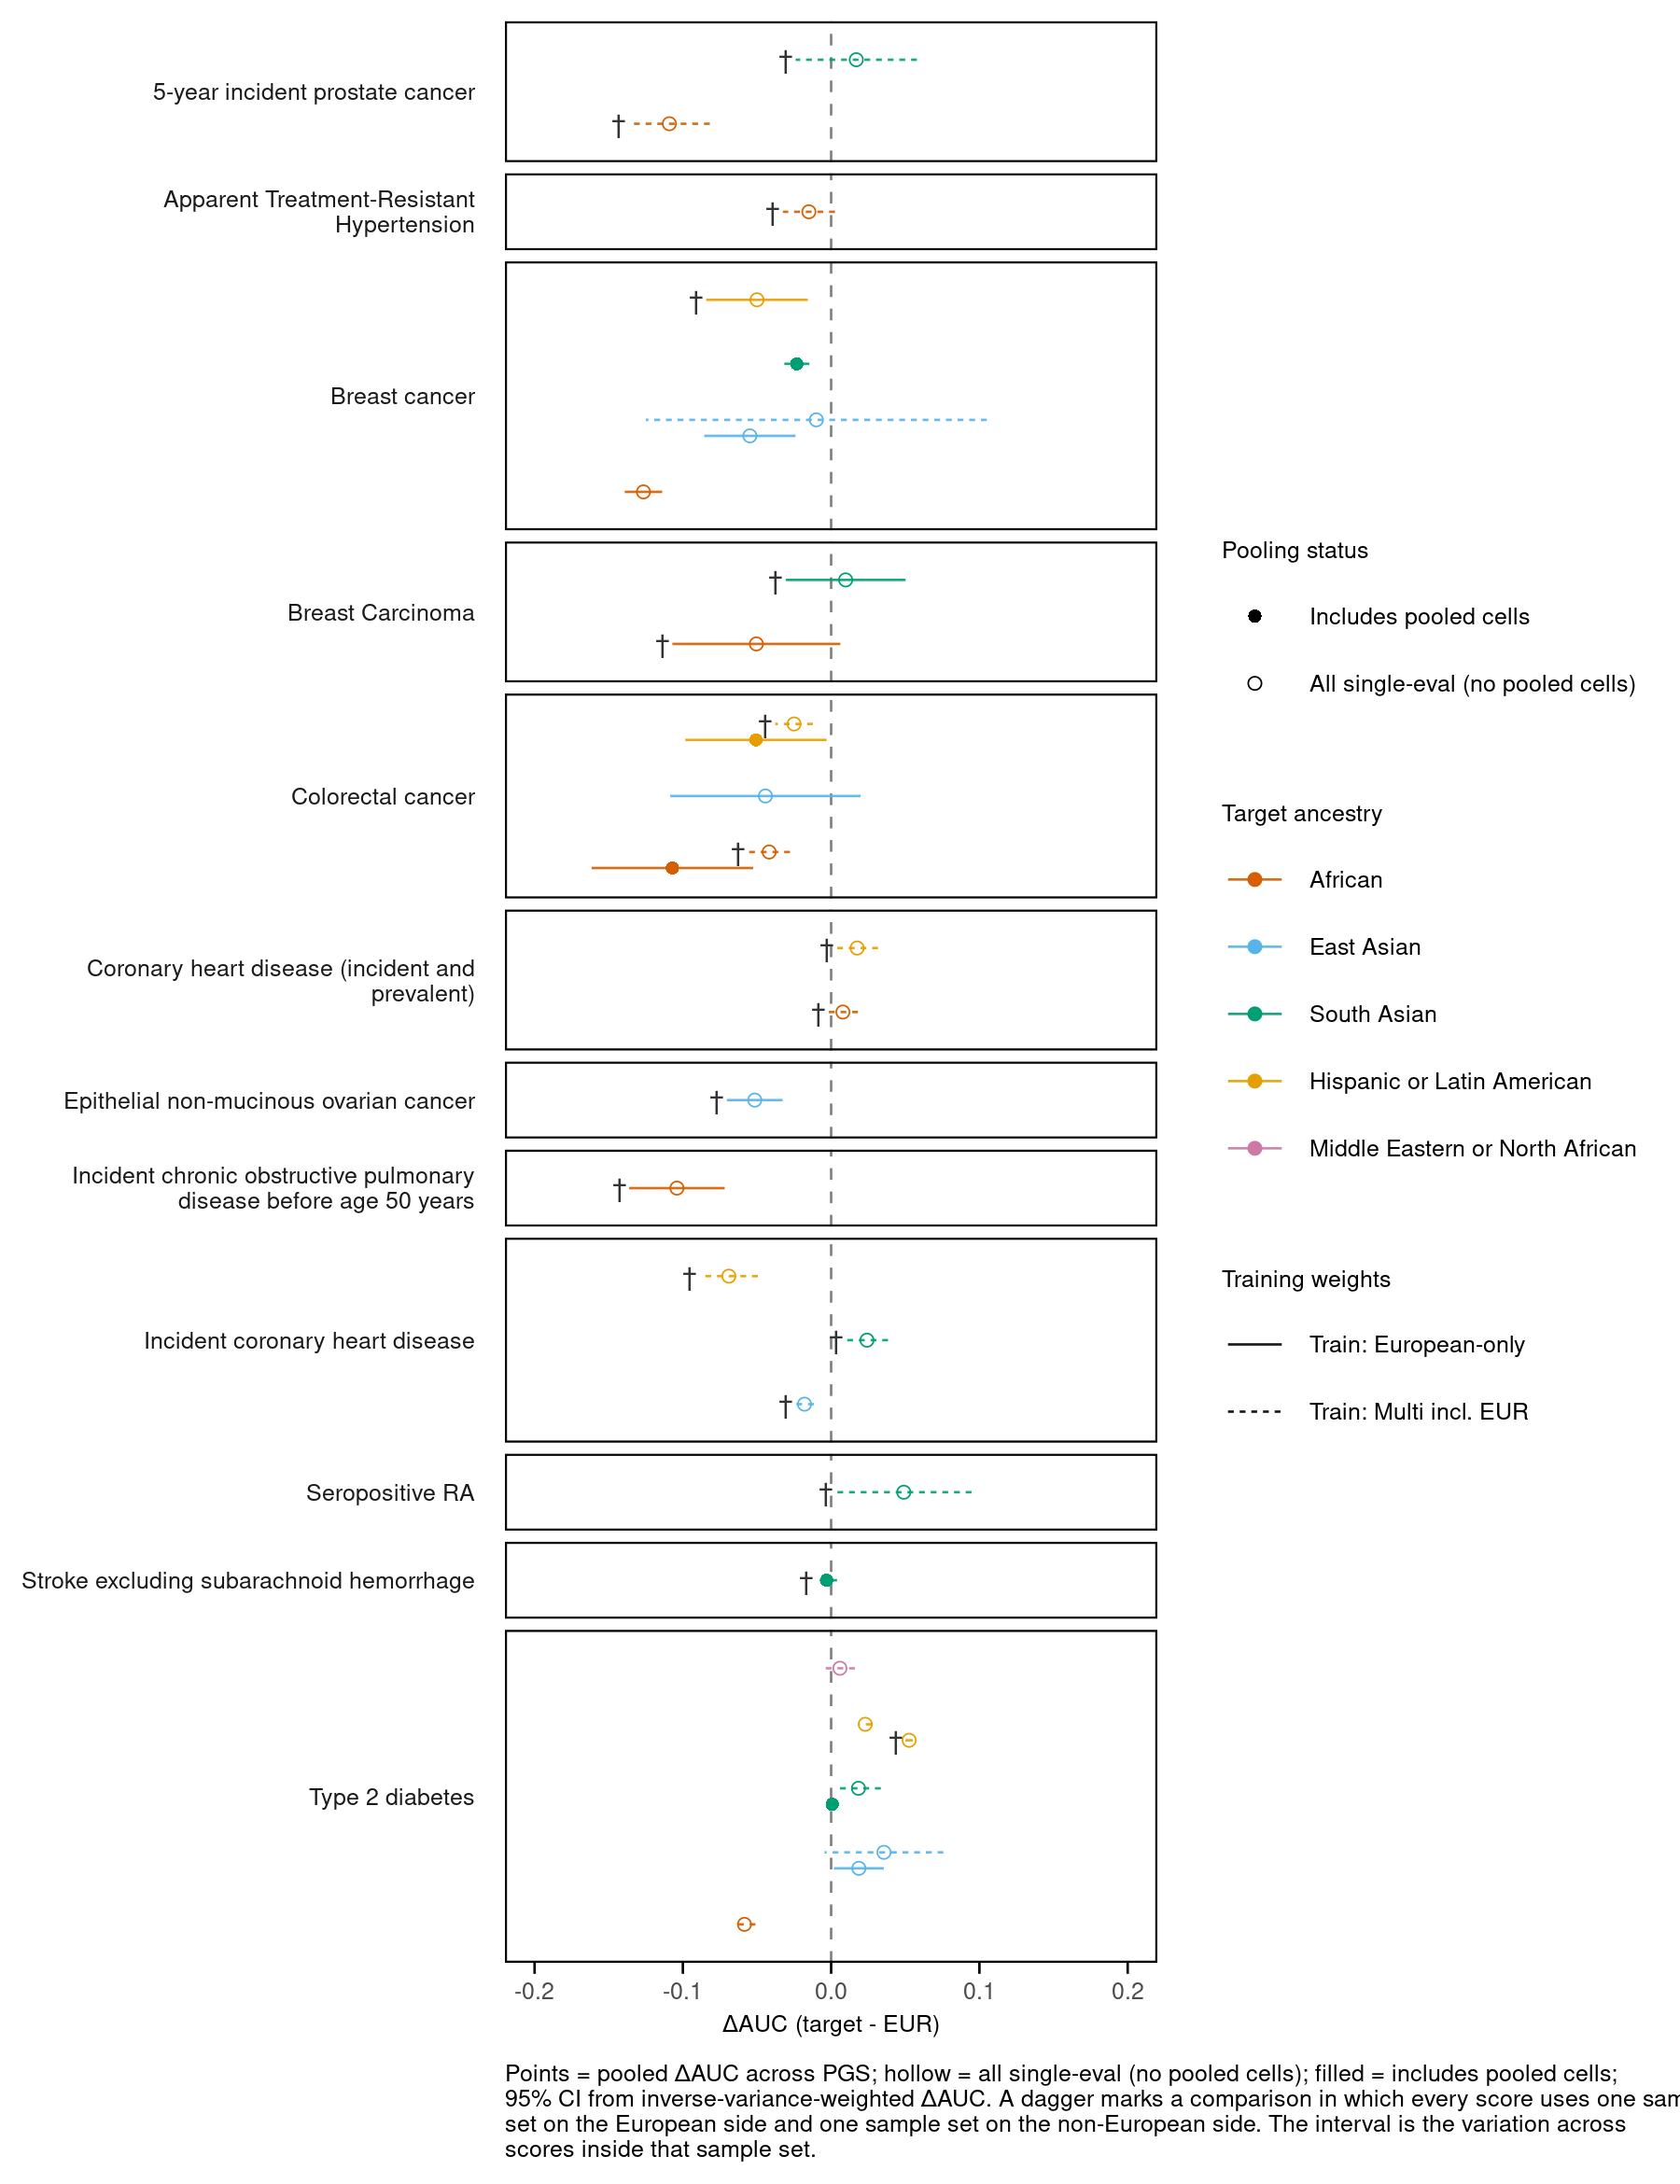 5-year incident prostate cancer
†
†
Apparent Treatment-Resistant
Hypertension
†
Breast cancer
†
Breast Carcinoma
†
†
Colorectal cancer
†
†
Coronary heart disease (incident and
prevalent)
†
†
Epithelial non-mucinous ovarian cancer
†
Incident chronic obstructive pulmonary
disease before age 50 years
†
Incident coronary heart disease
†
†
†
Seropositive RA
†
Stroke excluding subarachnoid hemorrhage
†
Type 2 diabetes
†
-0.2
-0.1
0.0
0.1
0.2
ΔAUC (target - EUR)
Pooling status
Includes pooled cells
All single-eval (no pooled cells)
Target ancestry
African
East Asian
South Asian
Hispanic or Latin American
Middle Eastern or North African
Training weights
Train: European-only
Train: Multi incl. EUR
Points = pooled ΔAUC across PGS; hollow = all single-eval (no pooled cells); filled = includes pooled cells;
95% CI from inverse-variance-weighted ΔAUC. A dagger marks a comparison in which every score uses one sam
set on the European side and one sample set on the non-European side. The interval is the variation across
scores inside that sample set.